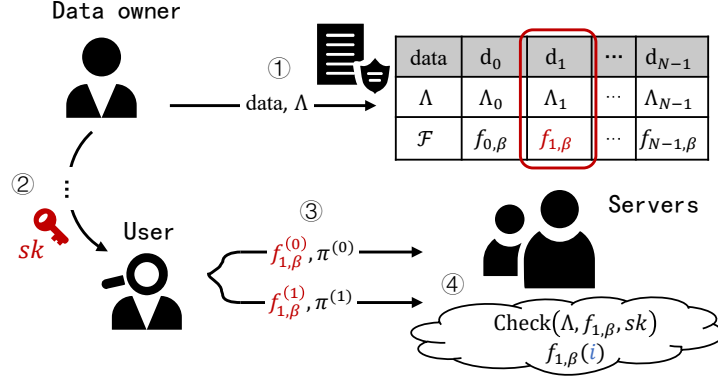 Data owner
①
data, Λ
data d₀ d₁ ⋯ d_{N−1}
Λ Λ₀ Λ₁ ⋯ Λ_{N−1}
ℱ f_{0,β} f_{1,β} ⋯ f_{N−1,β}
②
⋮
sk
User
③
f_{1,β}^{(0)}, π^{(0)}
f_{1,β}^{(1)}, π^{(1)}
Servers
④
Check(Λ, f_{1,β}, sk)
f_{1,β}(i)